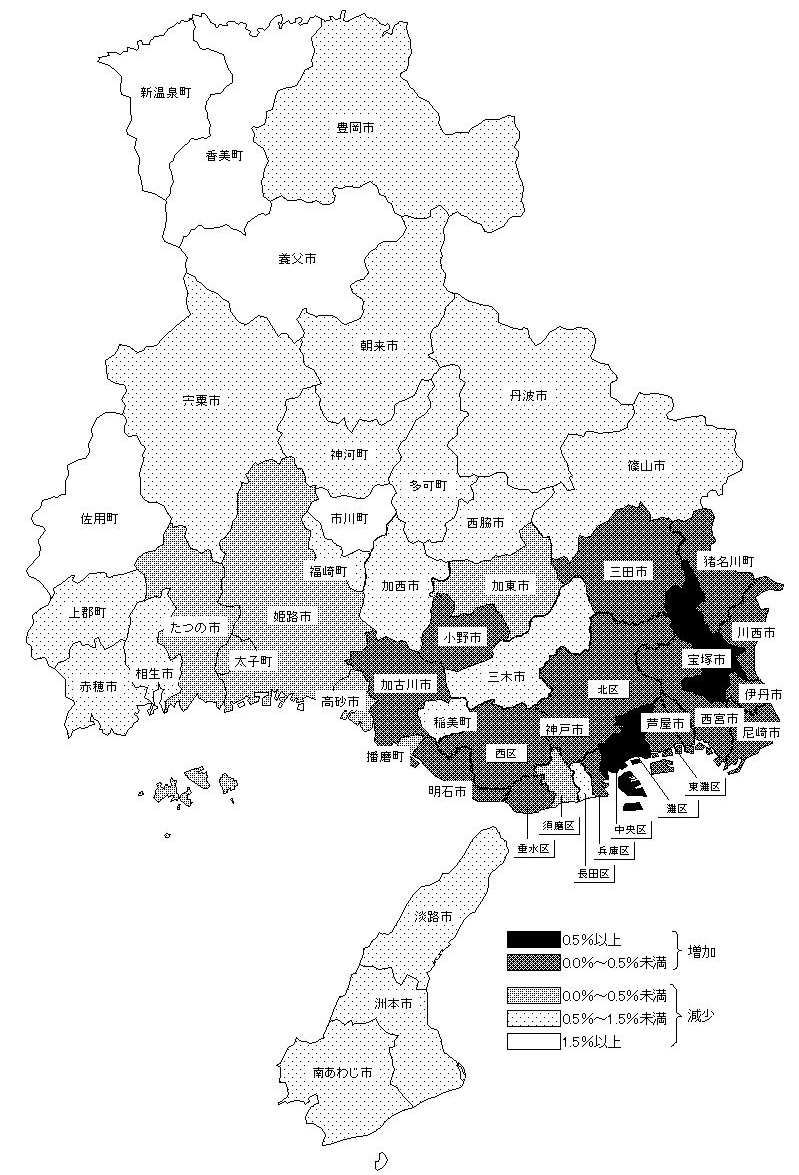 新温泉町
香美町
豊岡市
養父市
朝来市
宍粟市
丹波市
神河町
多可町
篠山市
佐用町
市川町
西脇市
福崎町
加西市
加東市
三田市
猪名川町
上郡町
たつの市
姫路市
小野市
川西市
太子町
宝塚市
相生市
赤穂市
三木市
加古川市
北区
伊丹市
高砂市
稲美町
神戸市
芦屋市
西宮市
尼崎市
播磨町
西区
明石市
東灘区
灘区
須磨区
中央区
垂水区
兵庫区
長田区
淡路市
洲本市
南あわじ市
0.5%以上
0.0%～0.5%未満
増加
0.0%～0.5%未満
0.5%～1.5%未満
1.5%以上
減少